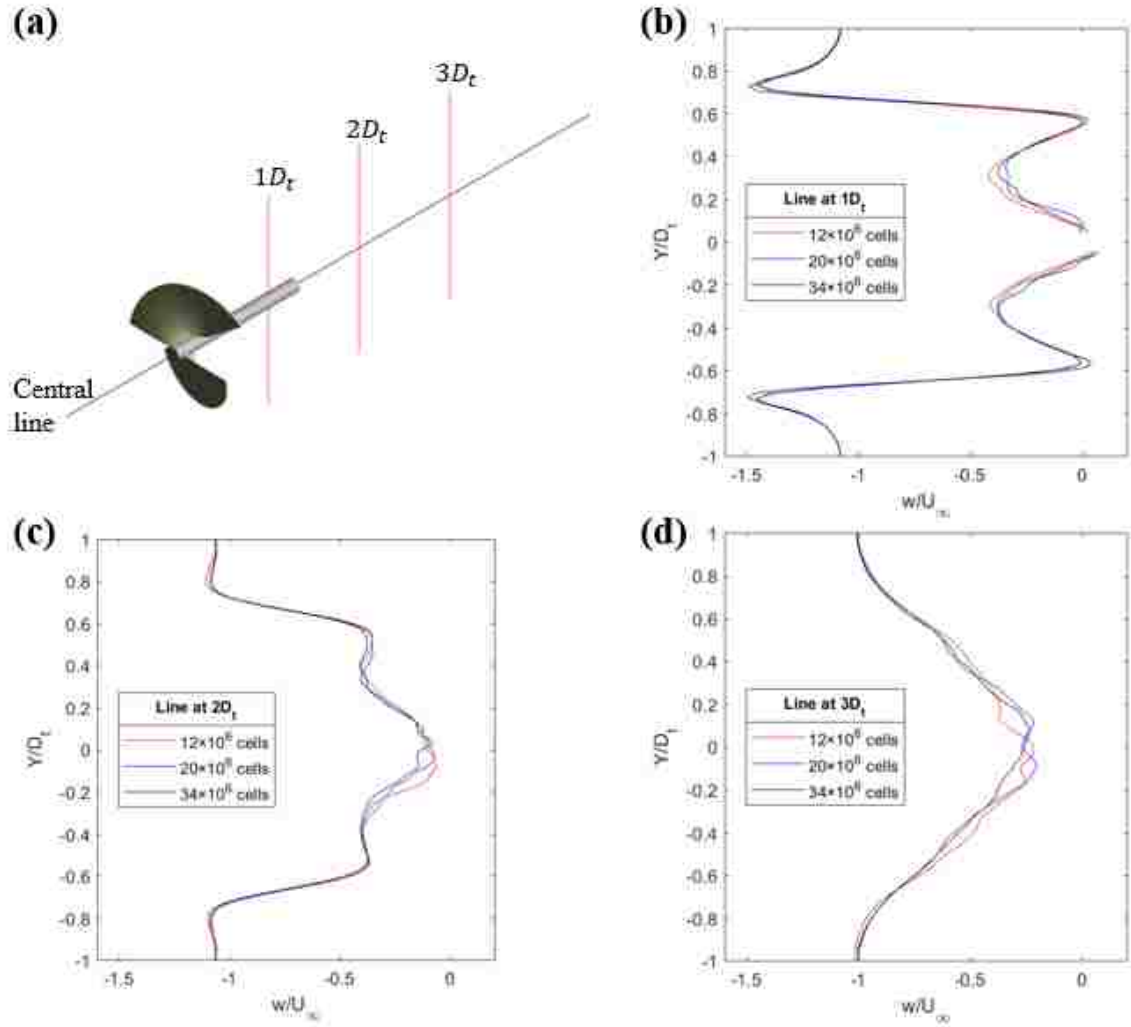 (a)
3D_t
2D_t
1D_t
Central
line
(b)
1
0.8
0.6
0.4
0.2
0
-0.2
-0.4
-0.6
-0.8
-1
Y/D_t
Line at 1D_t
12×10^6 cells
20×10^6 cells
34×10^6 cells
-1.5 -1 -0.5 0
w/U_∞
(c)
1
0.8
0.6
0.4
0.2
0
-0.2
-0.4
-0.6
-0.8
-1
Y/D_t
Line at 2D_t
12×10^6 cells
20×10^6 cells
34×10^6 cells
-1.5 -1 -0.5 0
w/U_∞
(d)
1
0.8
0.6
0.4
0.2
0
-0.2
-0.4
-0.6
-0.8
-1
Y/D_t
Line at 3D_t
12×10^6 cells
20×10^6 cells
34×10^6 cells
-1.5 -1 -0.5 0
w/U_∞